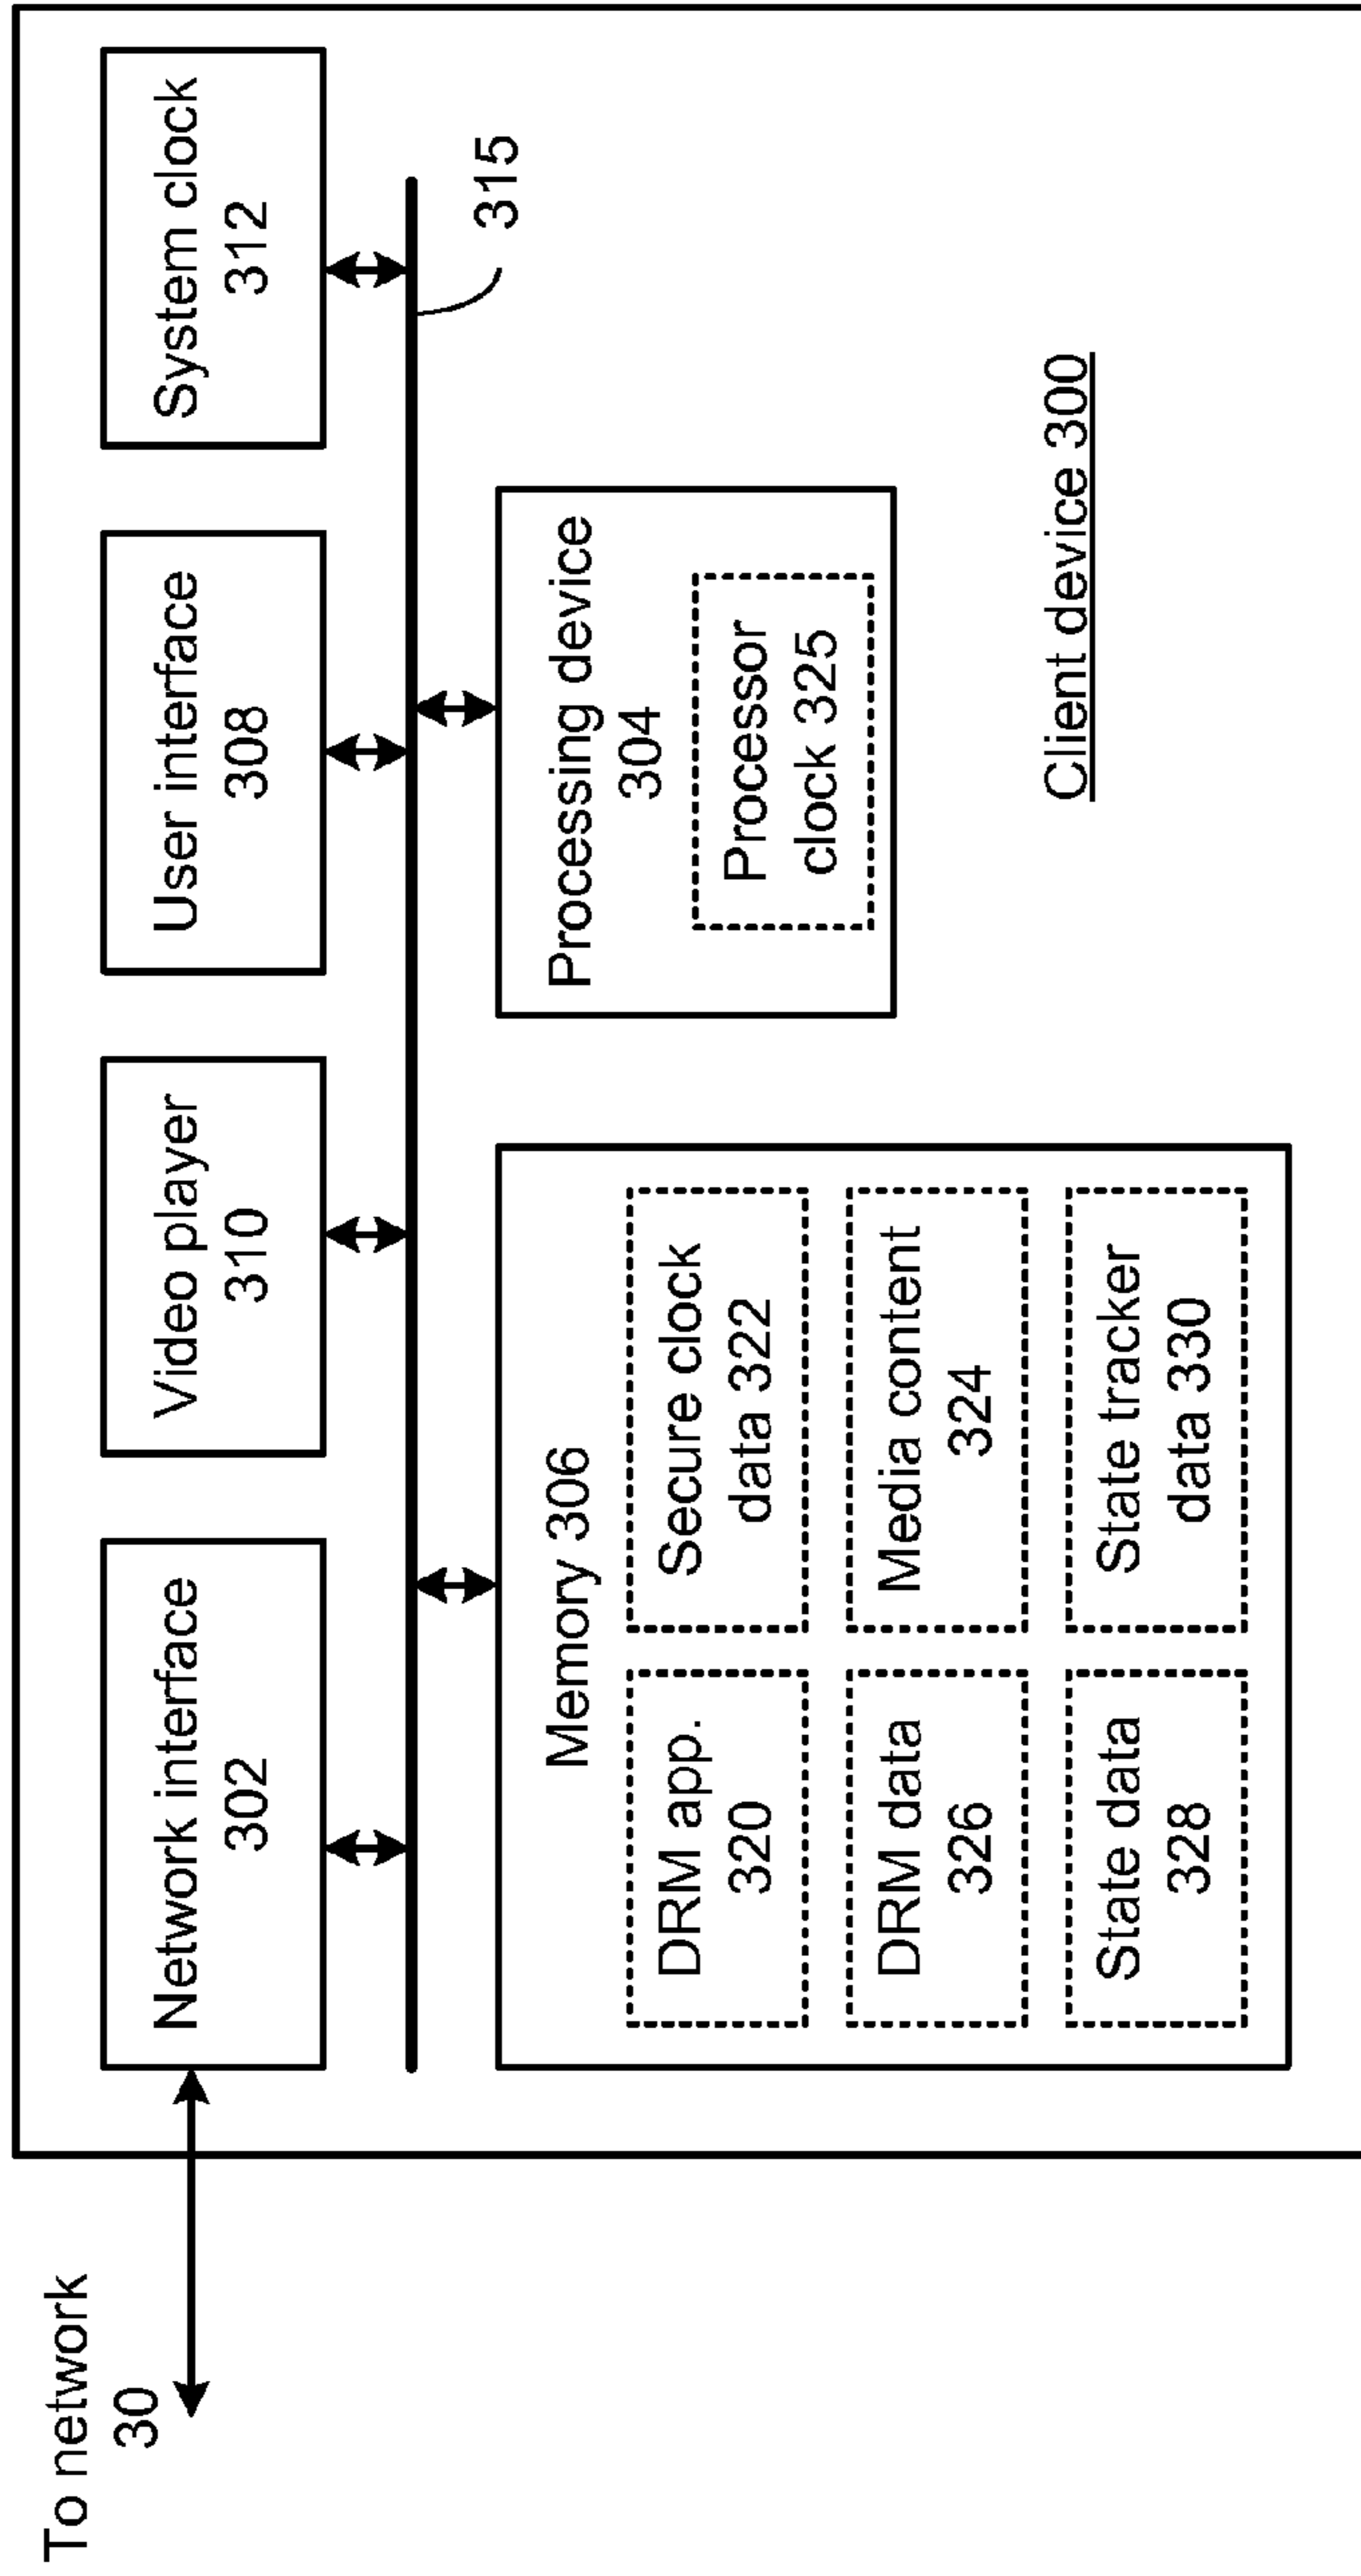 To network
30
Network interface
302
Video player
310
User interface
308
System clock
312
315
Memory 306
DRM app.
320
Secure clock
data 322
DRM data
326
Media content
324
State data
328
State tracker
data 330
Processing device
304
Processor
clock 325
Client device 300